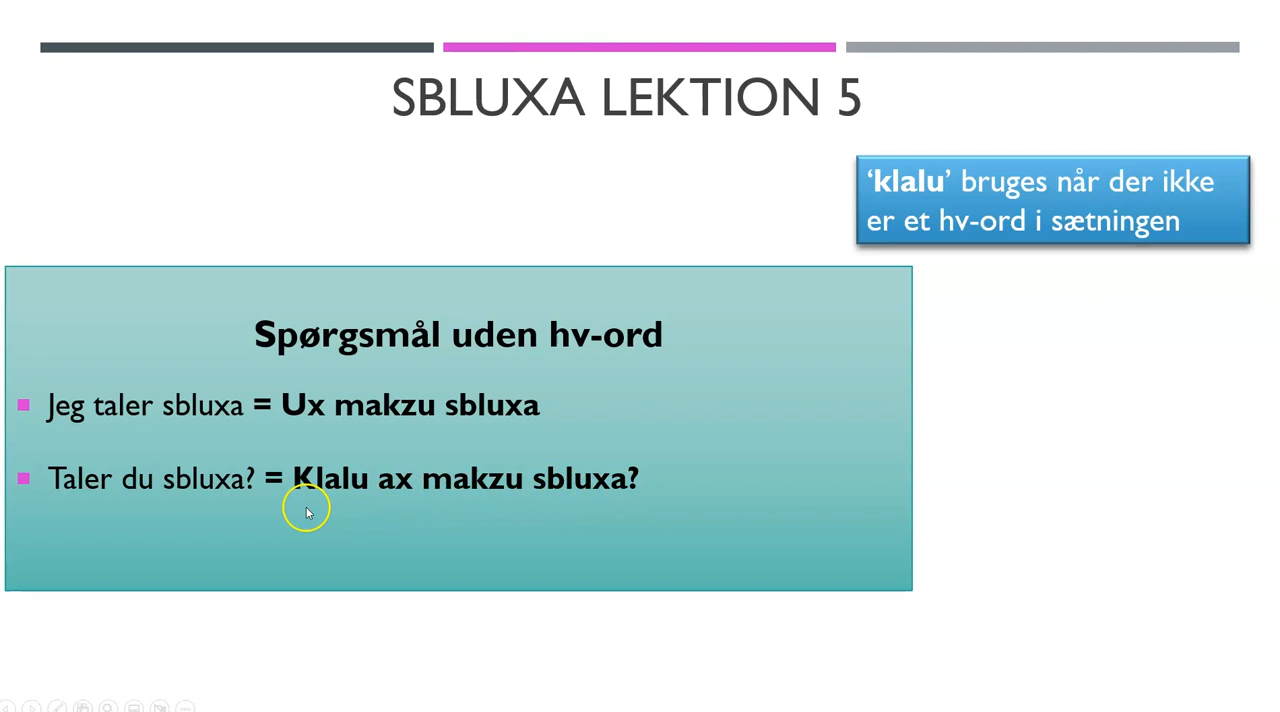 SBLUXA LEKTION 5
‘klalu’ bruges når der ikke
er et hv-ord i sætningen
Spørgsmål uden hv-ord
Jeg taler sbluxa = Ux makzu sbluxa
Taler du sbluxa? = Klalu ax makzu sbluxa?